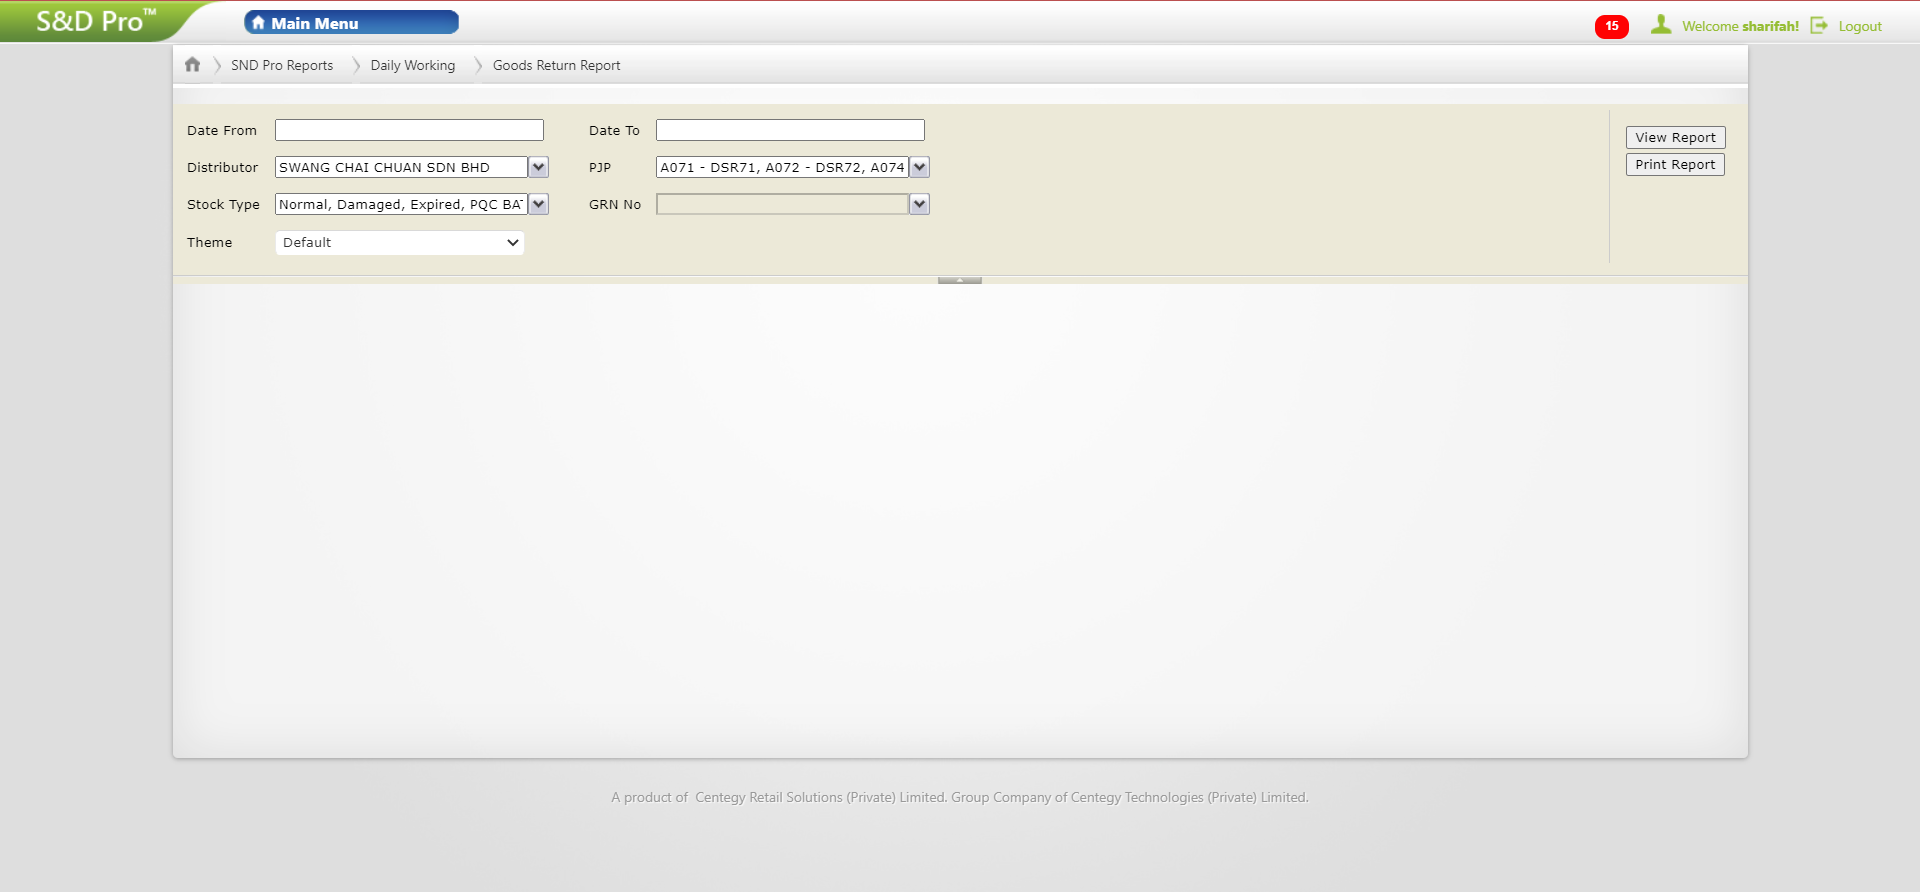 S&D Pro™
Main Menu
15
Welcome sharifah!
Logout
SND Pro Reports
Daily Working
Goods Return Report
Date From
Date To
View Report
Distributor
SWANG CHAI CHUAN SDN BHD
PJP
A071 - DSR71, A072 - DSR72, A074
Print Report
Stock Type
Normal, Damaged, Expired, PQC BAT
GRN No
Theme
Default
A product of  Centegy Retail Solutions (Private) Limited. Group Company of Centegy Technologies (Private) Limited.